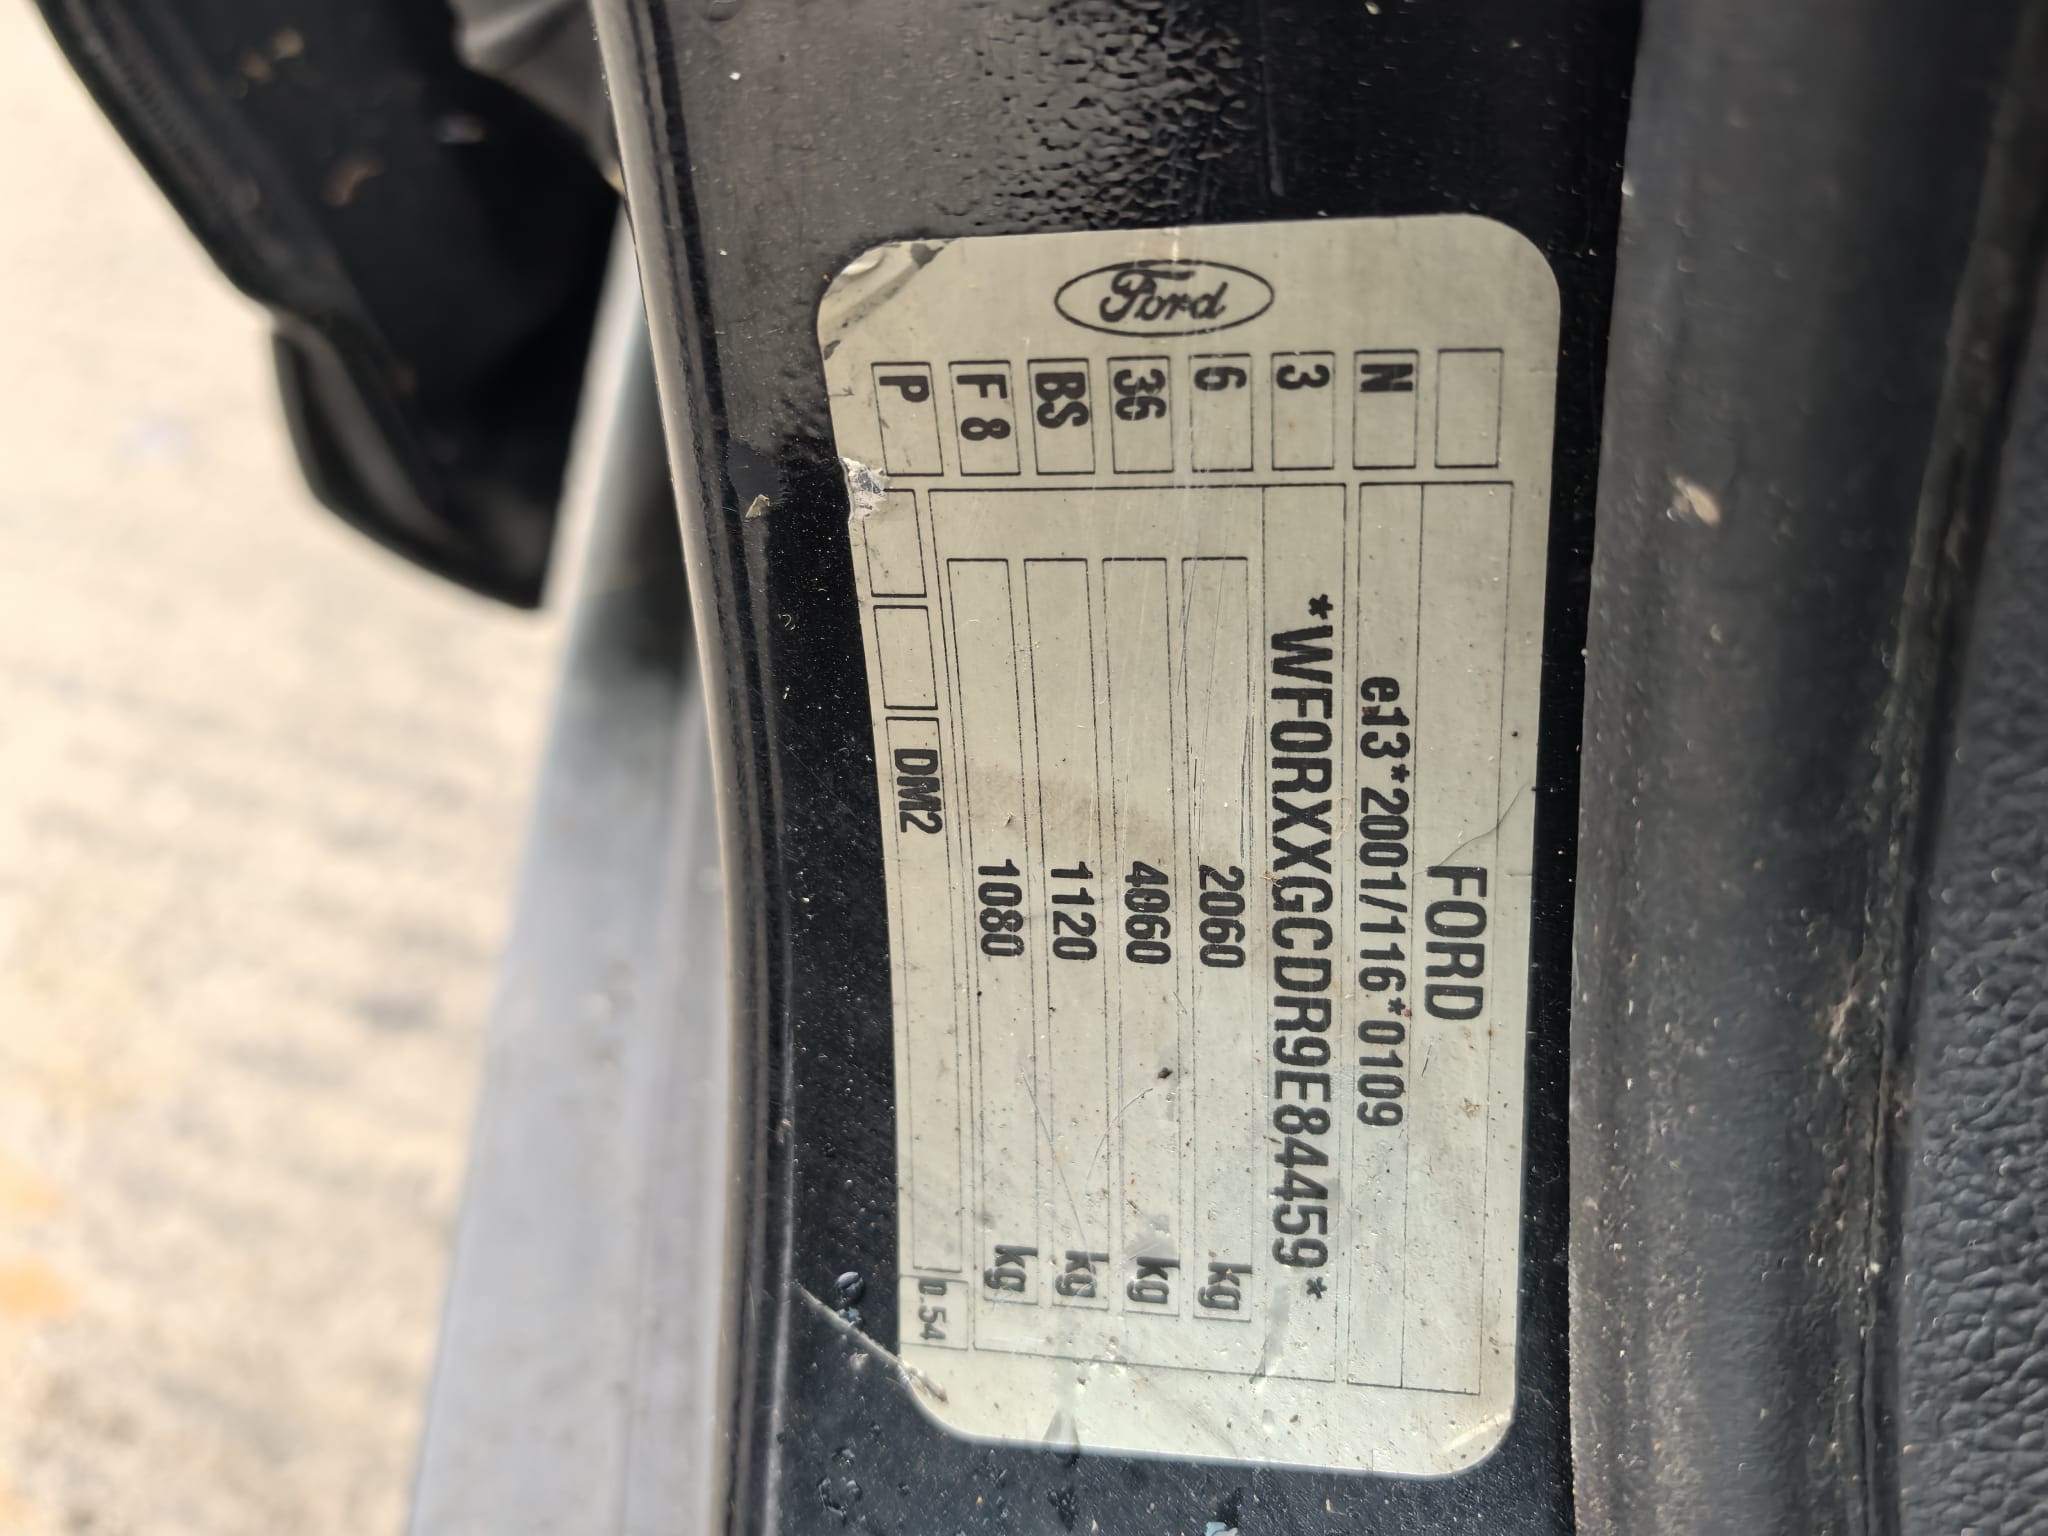 Ford
FORD
N
e13*2001/116*0109
3
*WF0RXXGCDR9E84459*
6
2060 kg
36
4060 kg
BS
1120 kg
F 8
1080 kg
P
DM2
0.54